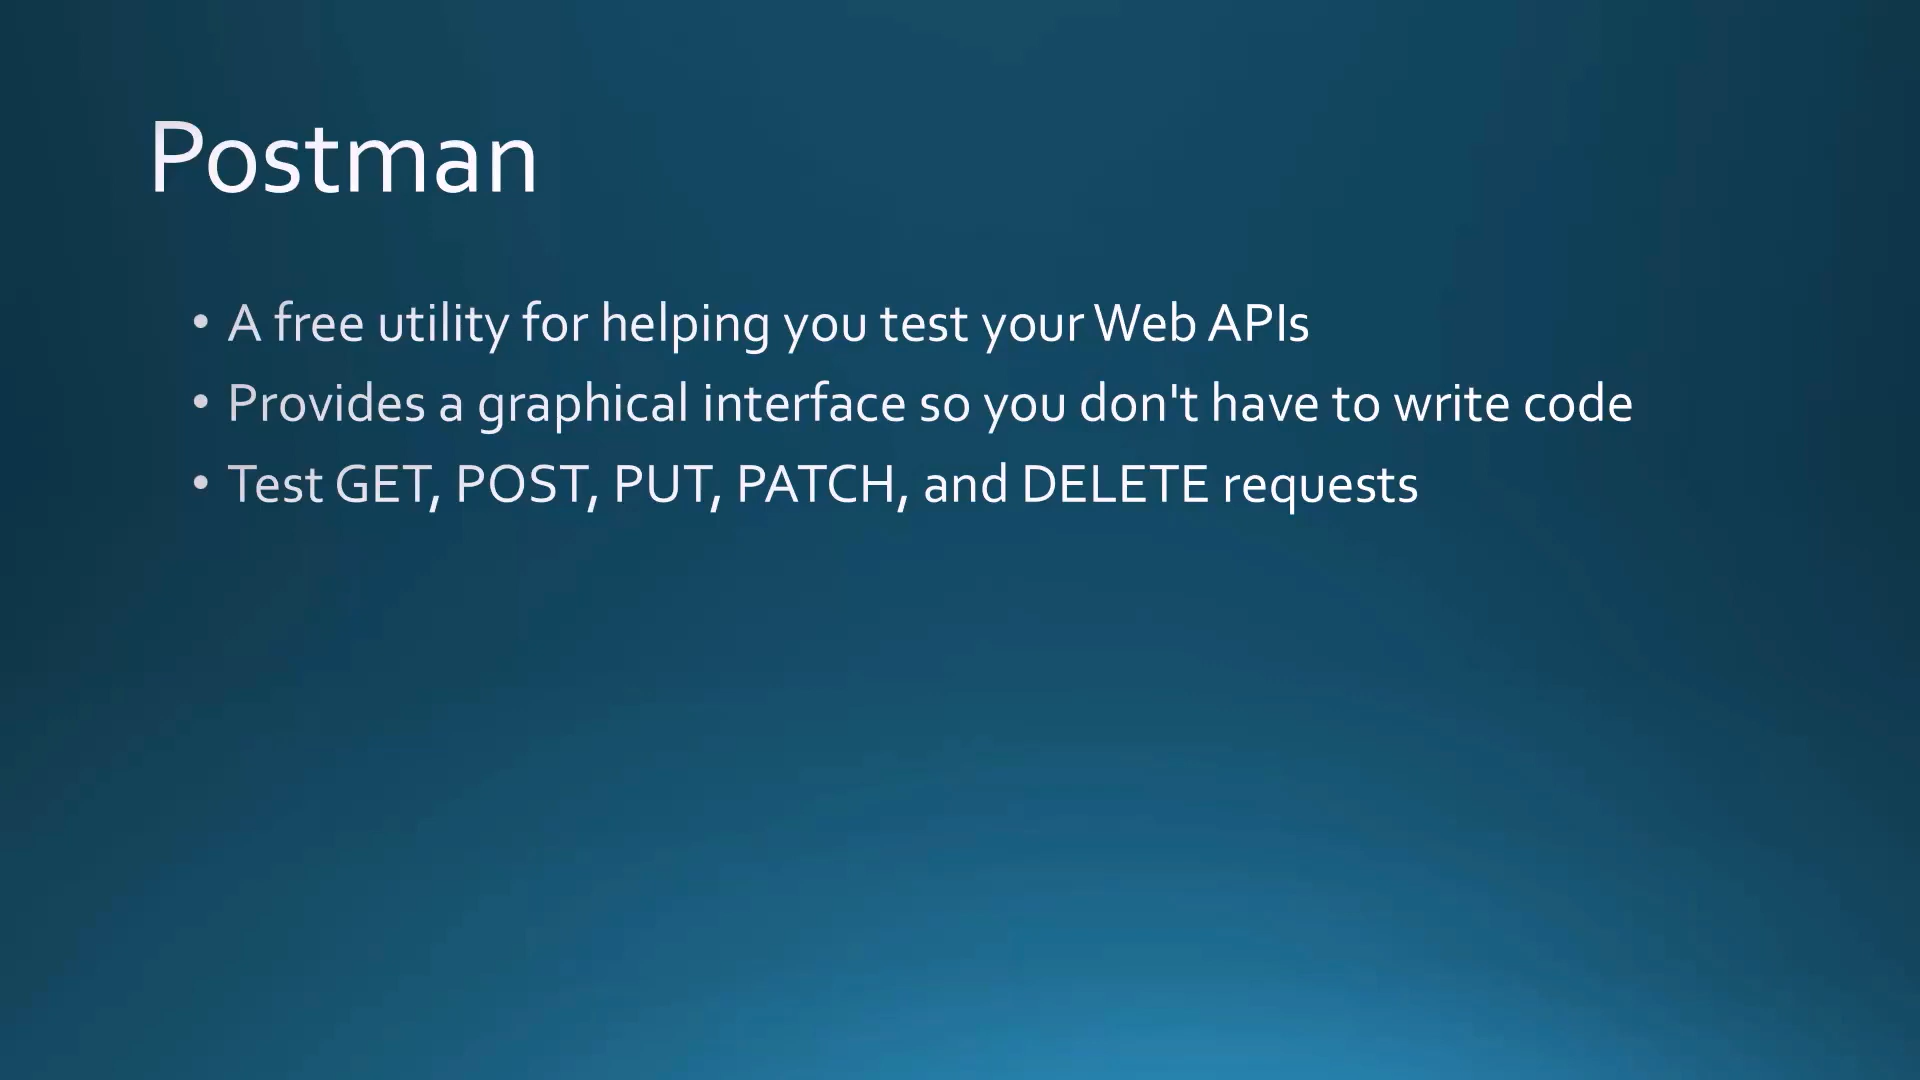 Postman
• A free utility for helping you test your Web APIs
• Provides a graphical interface so you don't have to write code
• Test GET, POST, PUT, PATCH, and DELETE requests